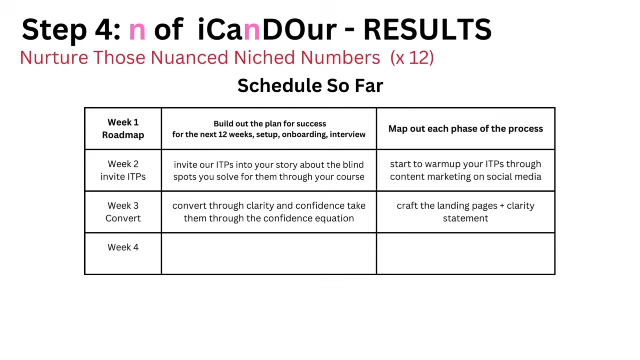 Step 4: n of iCanDOur - RESULTS
Nurture Those Nuanced Niched Numbers (x 12)
Schedule So Far
Week 1
Roadmap
Build out the plan for success
for the next 12 weeks, setup, onboarding, interview
Map out each phase of the process
Week 2
invite ITPs
invite our ITPs into your story about the blind
spots you solve for them through your course
start to warmup your ITPs through
content marketing on social media
Week 3
Convert
convert through clarity and confidence take
them through the confidence equation
craft the landing pages + clarity
statement
Week 4